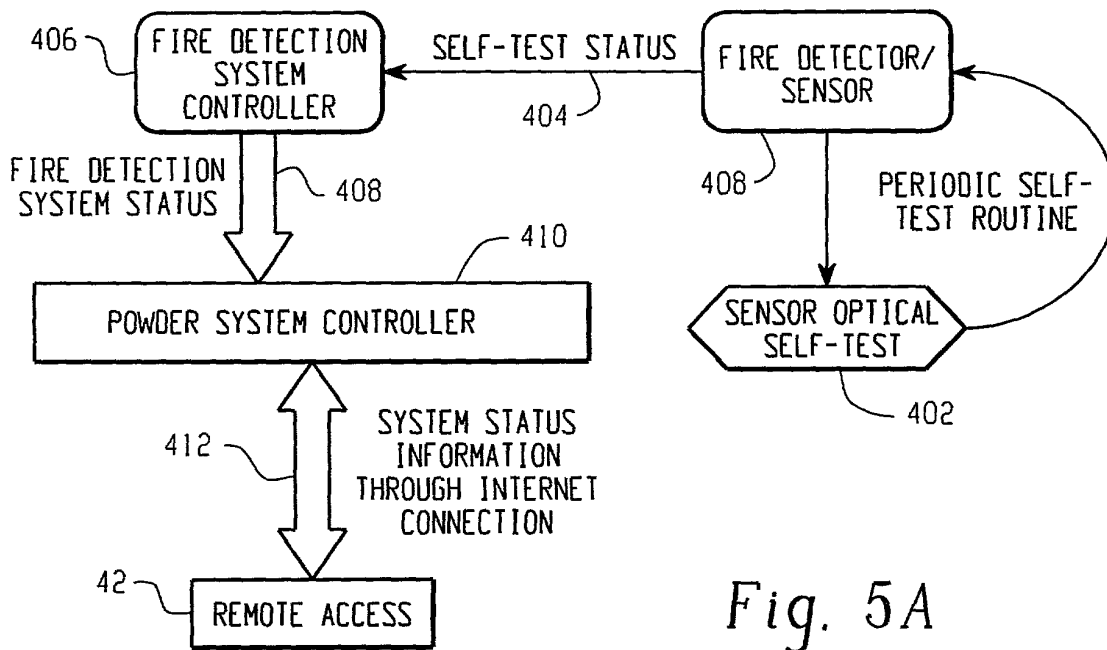 406
FIRE DETECTION
SYSTEM
CONTROLLER
SELF-TEST STATUS
404
FIRE DETECTOR/
SENSOR
408
FIRE DETECTION
SYSTEM STATUS
408
PERIODIC SELF-
TEST ROUTINE
410
POWDER SYSTEM CONTROLLER
SENSOR OPTICAL
SELF-TEST
402
412
SYSTEM STATUS
INFORMATION
THROUGH INTERNET
CONNECTION
42
REMOTE ACCESS
Fig. 5A